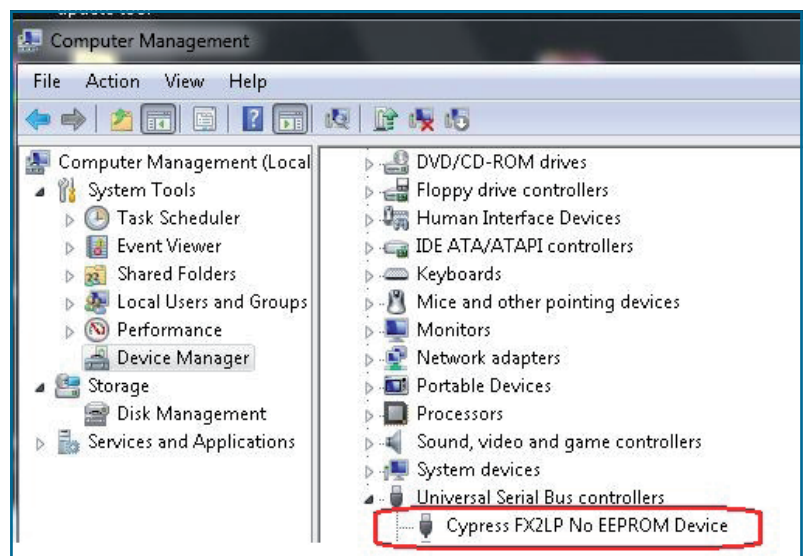 update tool
Computer Management
File Action View Help
Computer Management (Local
System Tools
Task Scheduler
Event Viewer
Shared Folders
Local Users and Groups
Performance
Device Manager
Storage
Disk Management
Services and Applications
DVD/CD-ROM drives
Floppy drive controllers
Human Interface Devices
IDE ATA/ATAPI controllers
Keyboards
Mice and other pointing devices
Monitors
Network adapters
Portable Devices
Processors
Sound, video and game controllers
System devices
Universal Serial Bus controllers
Cypress FX2LP No EEPROM Device